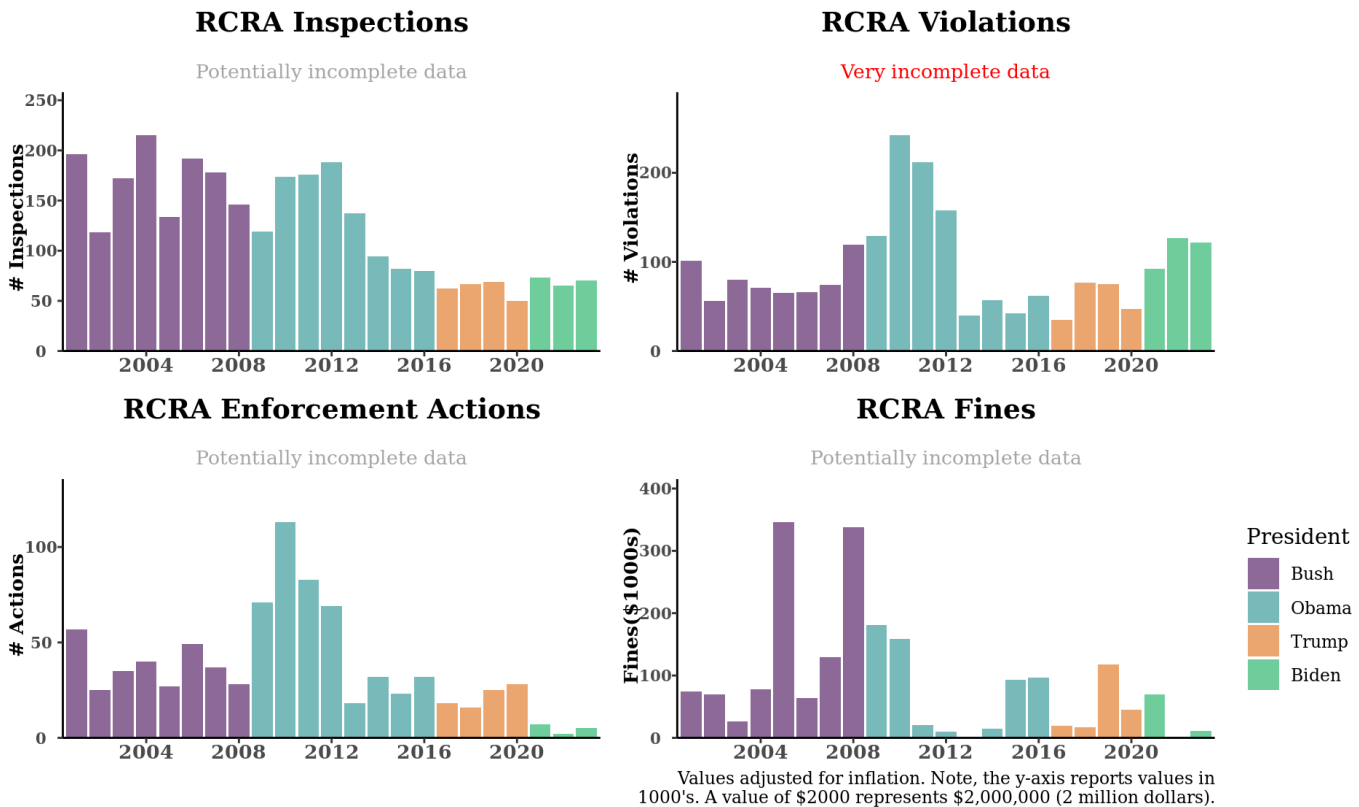 RCRA Inspections
Potentially incomplete data
# Inspections
250
200
150
100
50
0
2004 2008 2012 2016 2020
RCRA Violations
Very incomplete data
# Violations
200
100
0
2004 2008 2012 2016 2020
RCRA Enforcement Actions
Potentially incomplete data
# Actions
100
50
0
2004 2008 2012 2016 2020
RCRA Fines
Potentially incomplete data
Fines($1000s)
400
300
200
100
0
2004 2008 2012 2016 2020
President
Bush
Obama
Trump
Biden
Values adjusted for inflation. Note, the y-axis reports values in
1000's. A value of $2000 represents $2,000,000 (2 million dollars).